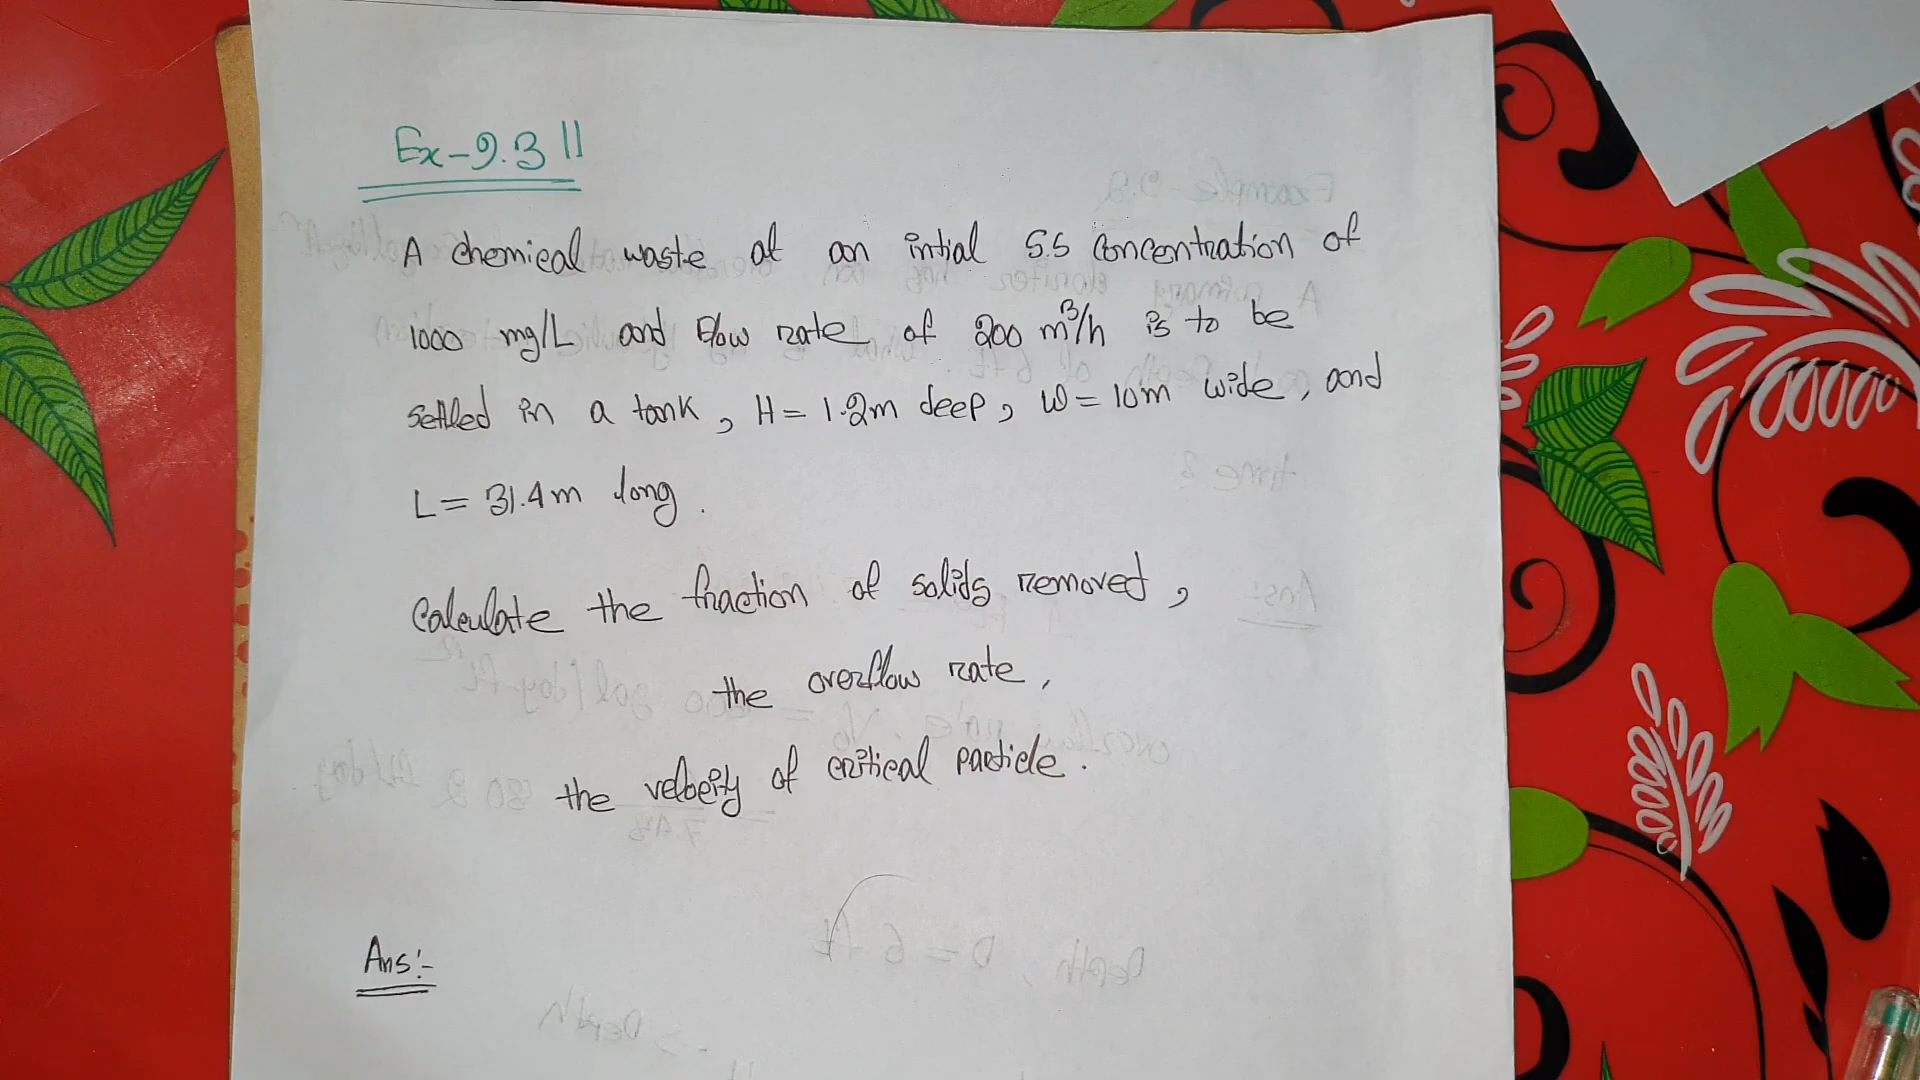 Ex-9.3 ||
A chemical waste at an intial S.S concentration of
1000 mg/L and flow rate of 200 m³/h is to be
settled in a tank, H = 1.2m deep, W = 10m wide, and
L = 31.4m long.
Calculate the fraction of solids removed,
the overflow rate,
the velocity of critical particle.
Ans:-